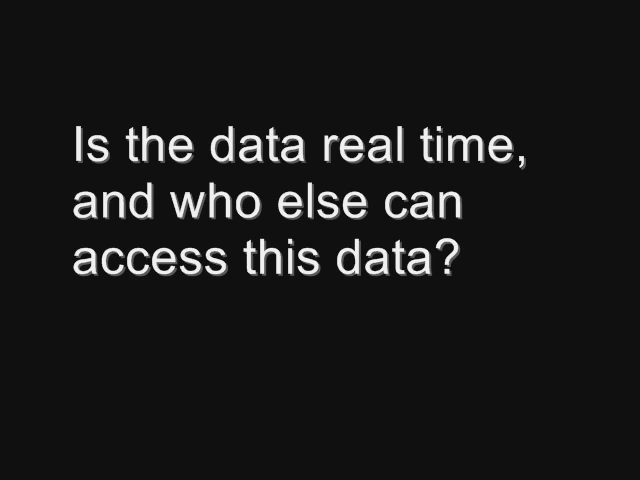 Is the data real time,
and who else can
access this data?